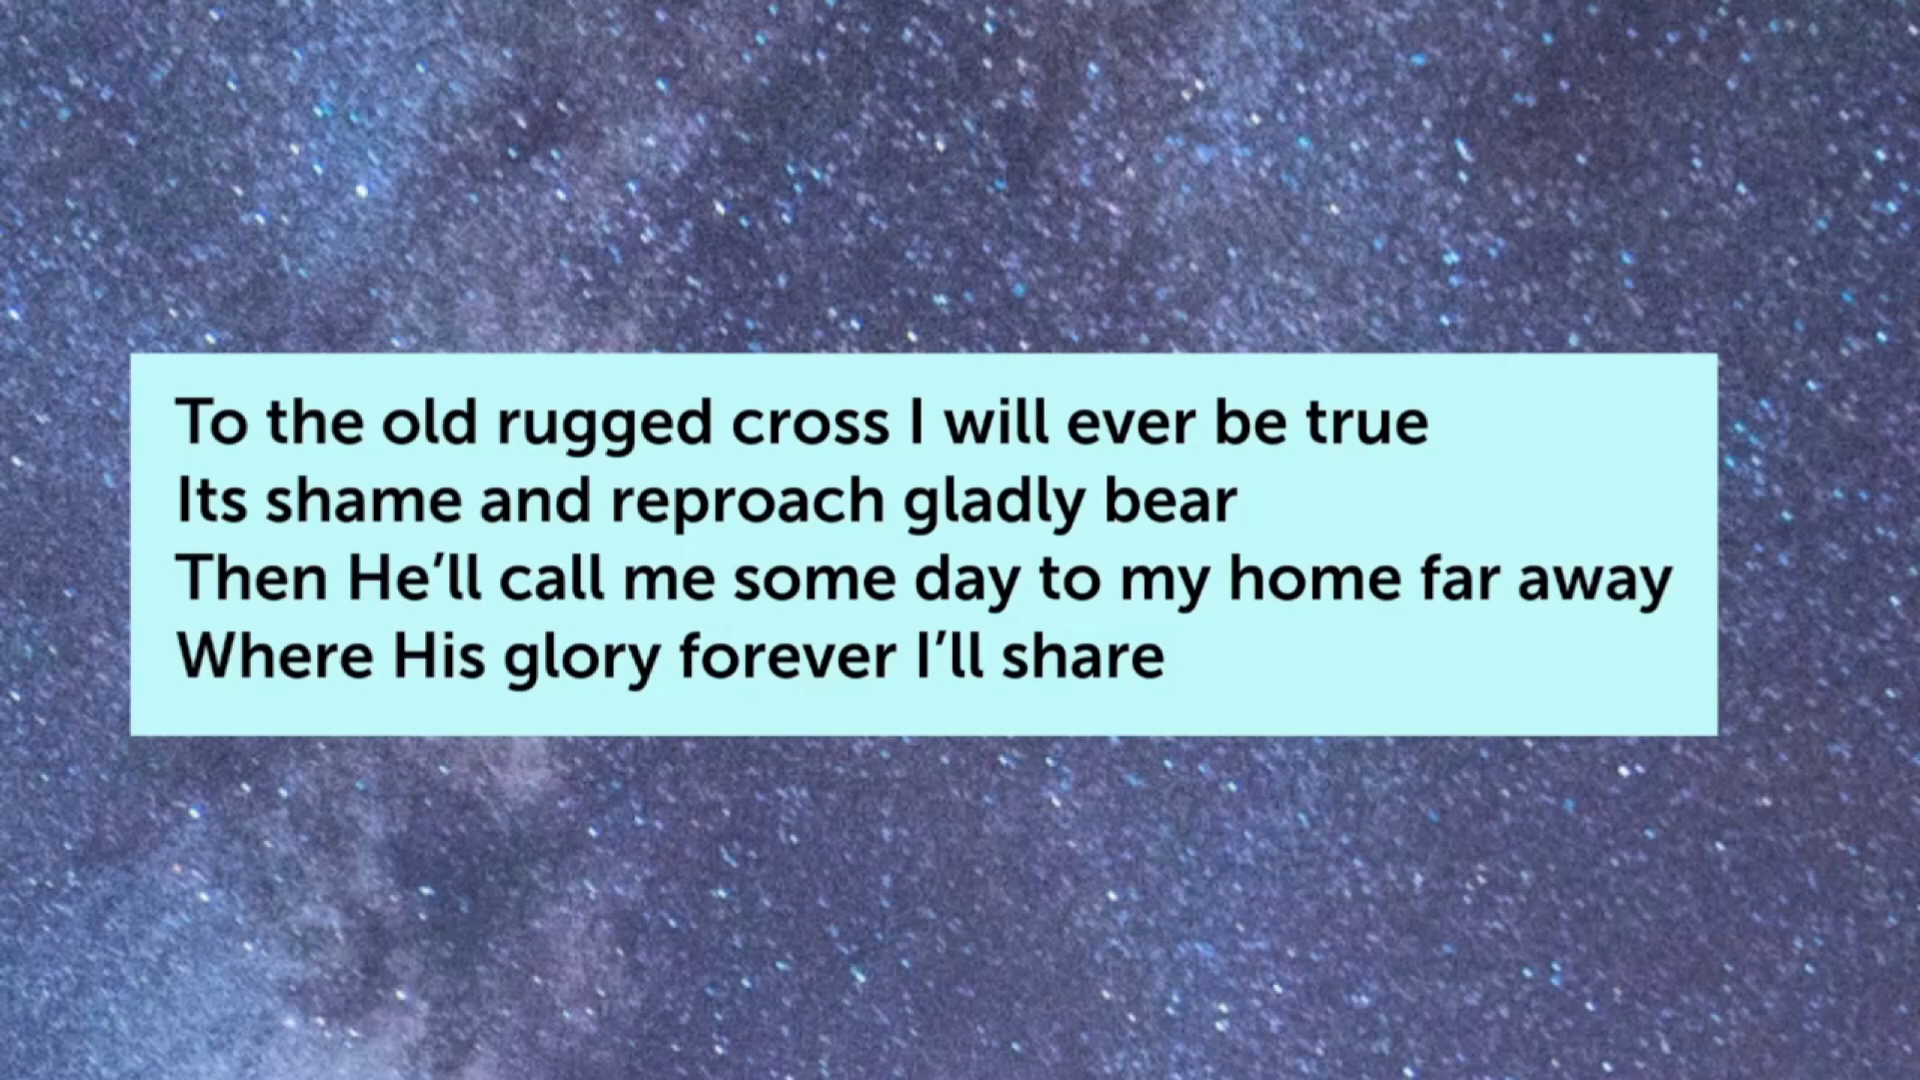 To the old rugged cross I will ever be true
Its shame and reproach gladly bear
Then He’ll call me some day to my home far away
Where His glory forever I’ll share